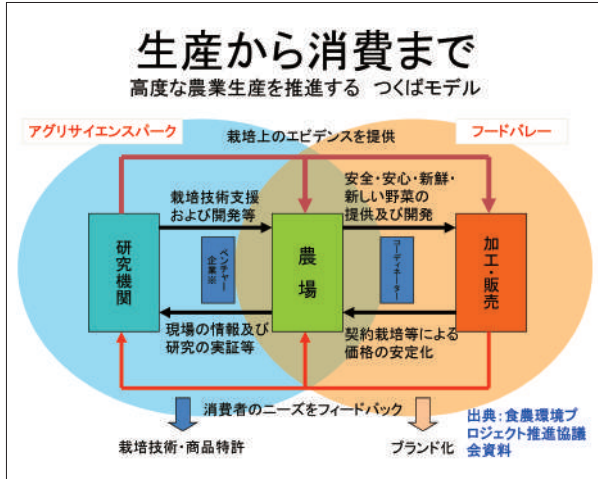 生産から消費まで
高度な農業生産を推進する つくばモデル
アグリサイエンスパーク
フードバレー
栽培上のエビデンスを提供
栽培技術支援
および開発等
安全・安心・新鮮・
新しい野菜の
提供及び開発
研究機関
ベンチャー
企業※
農場
コーディネーター
加工・販売
現場の情報及び
研究の実証等
契約栽培等による
価格の安定化
消費者のニーズをフィードバック
栽培技術・商品特許
ブランド化
出典：食農環境プ
ロジェクト推進協議
会資料